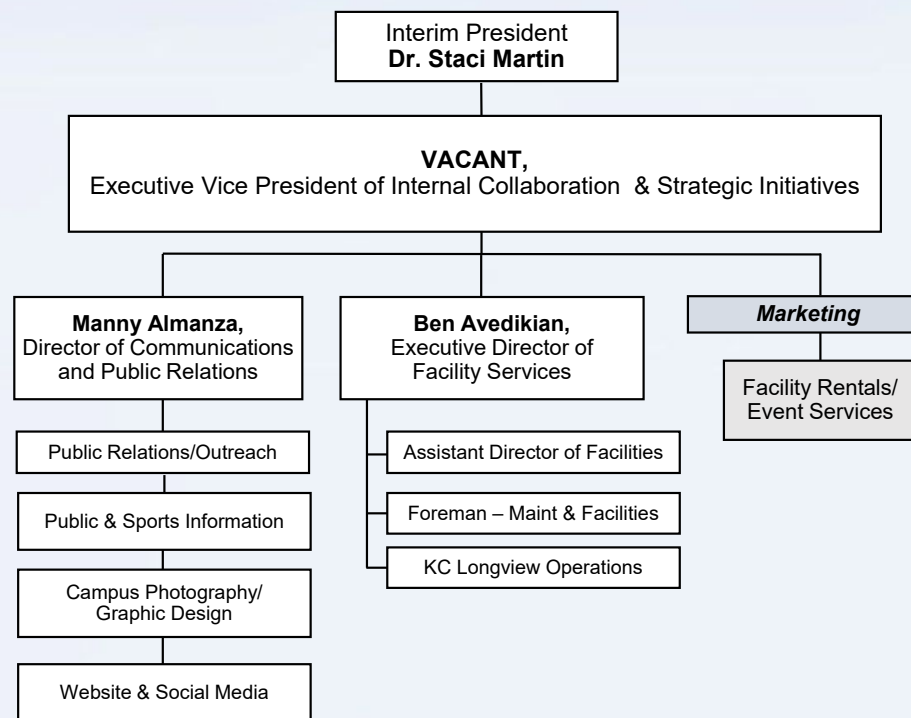 Interim President
Dr. Staci Martin
VACANT,
Executive Vice President of Internal Collaboration & Strategic Initiatives
Manny Almanza,
Director of Communications
and Public Relations
Public Relations/Outreach
Public & Sports Information
Campus Photography/
Graphic Design
Website & Social Media
Ben Avedikian,
Executive Director of
Facility Services
Assistant Director of Facilities
Foreman – Maint & Facilities
KC Longview Operations
Marketing
Facility Rentals/
Event Services